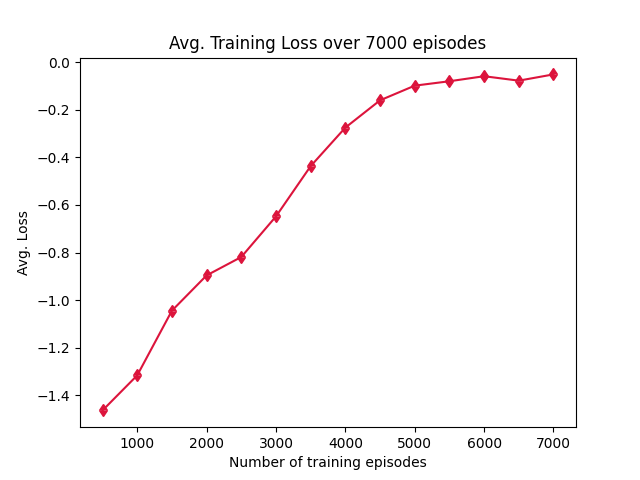 Avg. Training Loss over 7000 episodes
0.0
−0.2
−0.4
−0.6
−0.8
−1.0
−1.2
−1.4
Avg. Loss
1000 2000 3000 4000 5000 6000 7000
Number of training episodes